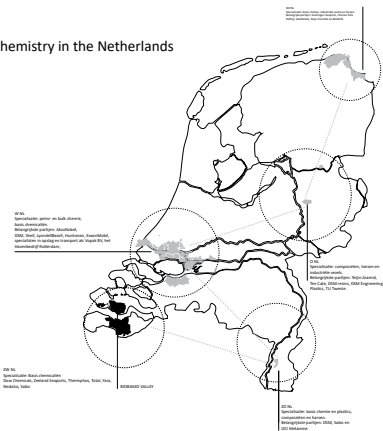 NO NL
hemistry in the Netherlands
W NL
Specialisatie: petro- en bulk chemie,
basis chemicaliën.
Belangrijkste partijen: AkzoNobel,
DSM, Shell, LyondellBasell, Huntsman, ExxonMobil,
specialisten in opslag en transport als Vopak BV, het
Havenbedrijf Rotterdam,
O NL
Specialisatie: composieten, harsen en
industriële vezels.
Belangrijkste partijen: Teijin Aramid,
Ten Cate, DSM resins, DSM Engineering
Plastics, TU Twente
ZW NL
Specialisatie: Basis chemicaliën
Dow Chemicals, Zeeland Seaports, Thermphos, Total, Yara,
Nedalco, Sabic.
BIOBASED VALLEY
ZO NL
Specialisatie: basis chemie en plastics,
composieten en harsen.
Belangrijkste partijen: DSM, Sabic en
OCI Melamine